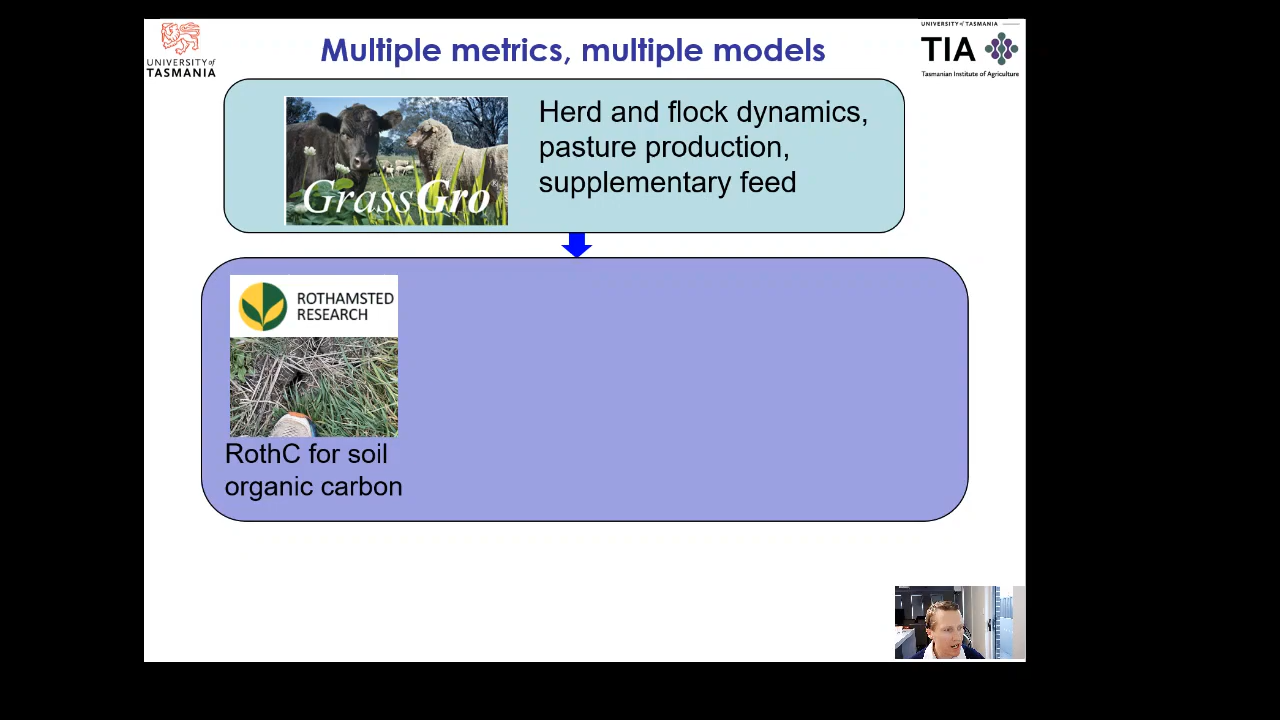 UNIVERSITY of
TASMANIA
Multiple metrics, multiple models
UNIVERSITY of TASMANIA
TIA
Tasmanian Institute of Agriculture
GrassGro
Herd and flock dynamics,
pasture production,
supplementary feed
ROTHAMSTED
RESEARCH
RothC for soil
organic carbon